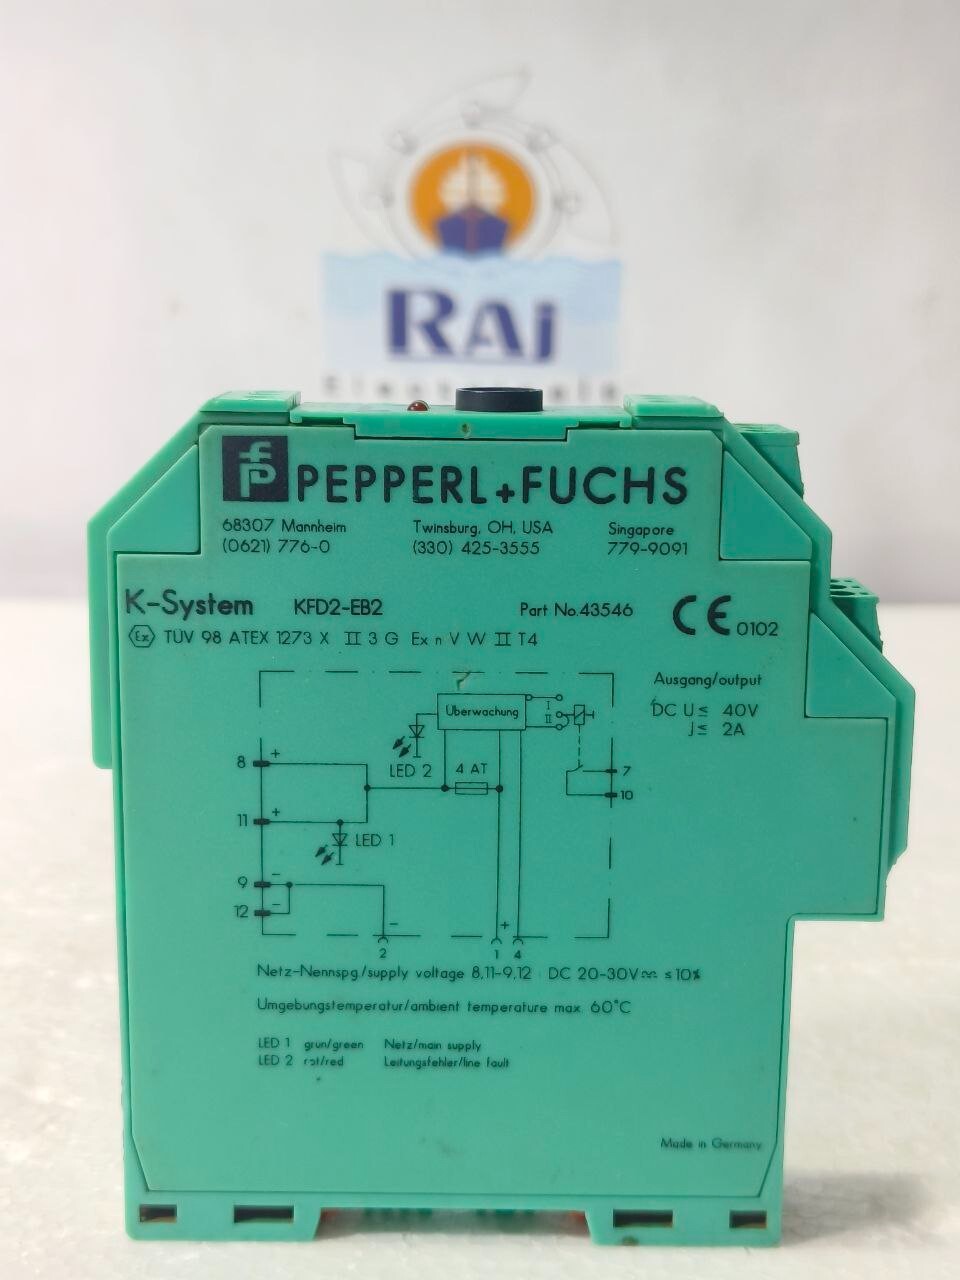 RAj
PEPPERL+FUCHS
68307 Mannheim Twinsburg, OH, USA Singapore
(0621) 776-0 (330) 425-3555 779-9091
K-System KFD2-EB2 Part No. 43546 CE 0102
Ex TÜV 98 ATEX 1273 X II 3 G Ex n V W II T4
Ausgang/output
DC U≤ 40V
J≤ 2A
Überwachung
I
II
LED 2
4 AT
7
10
8 +
11 +
LED 1
9 −
12 −
− +
2 1 4
Netz-Nennspg./supply voltage 8,11-9,12 DC 20-30V ≤10%
Umgebungstemperatur/ambient temperature max 60°C
LED 1 grün/green Netz/main supply
LED 2 rot/red Leitungsfehler/line fault
Made in Germany